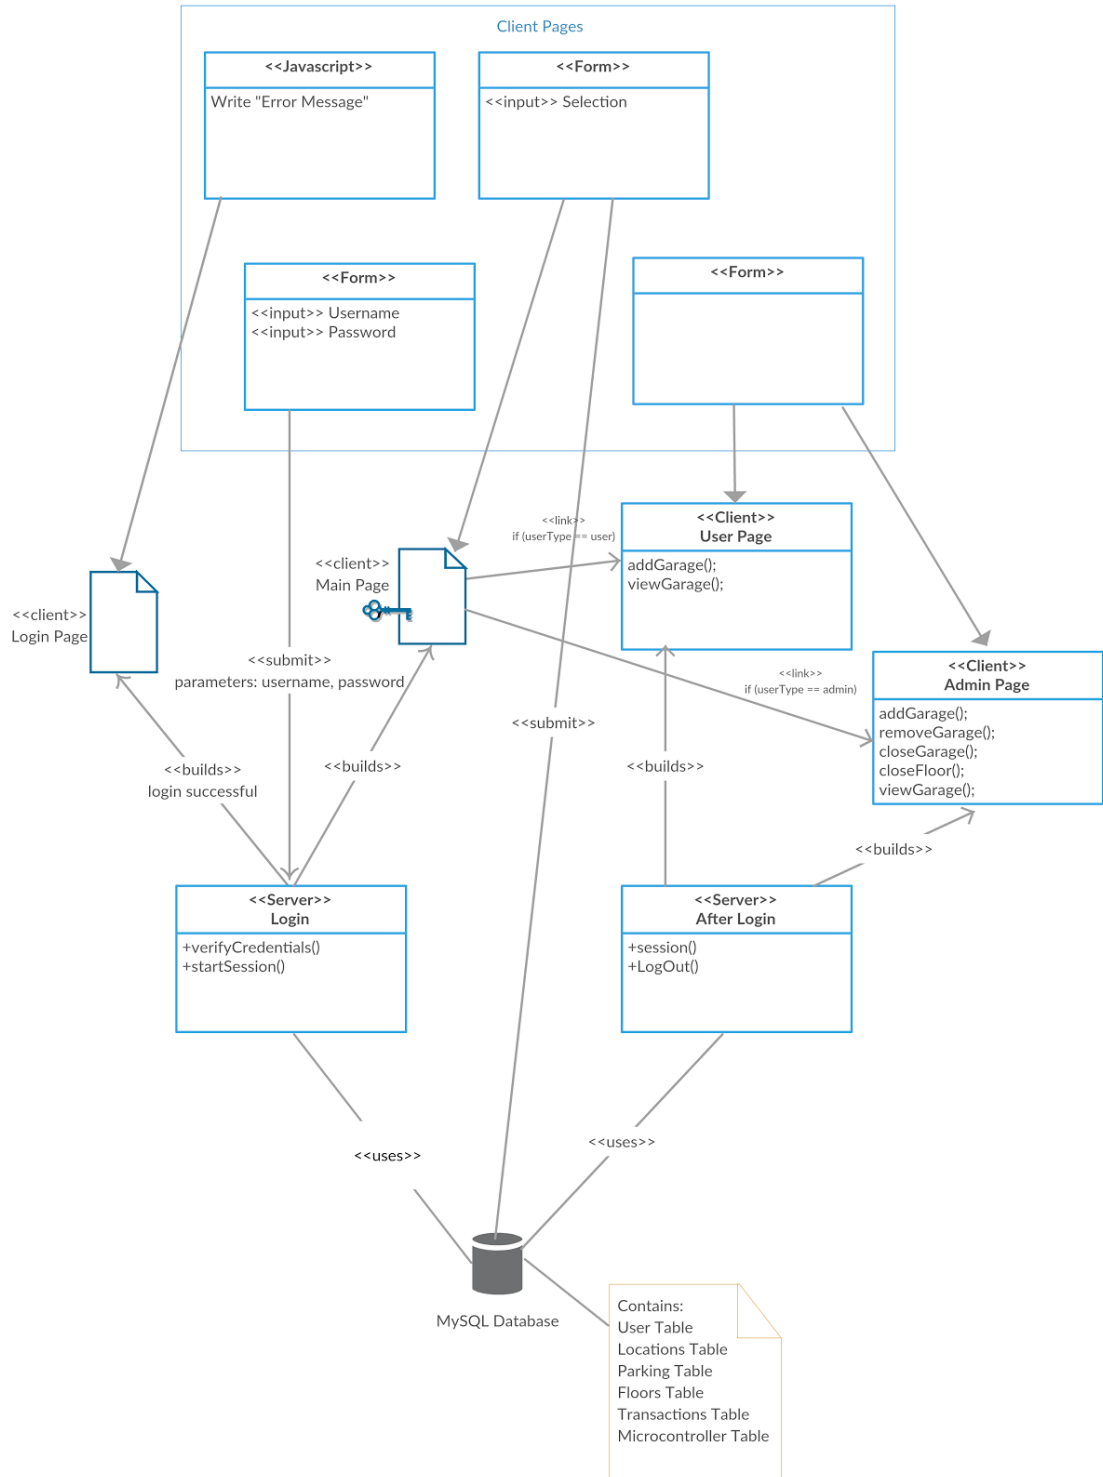 Client Pages
<<Javascript>>
Write "Error Message"
<<Form>>
<<input>> Selection
<<Form>>
<<input>> Username
<<input>> Password
<<Form>>
<<link>>
if (userType == user)
<<Client>>
User Page
addGarage();
viewGarage();
<<client>>
Main Page
<<client>>
Login Page
<<submit>>
parameters: username, password
<<link>>
if (userType == admin)
<<Client>>
Admin Page
addGarage();
removeGarage();
closeGarage();
closeFloor();
viewGarage();
<<submit>>
<<builds>>
login successful
<<builds>>
<<builds>>
<<builds>>
<<Server>>
Login
+verifyCredentials()
+startSession()
<<Server>>
After Login
+session()
+LogOut()
<<uses>>
<<uses>>
MySQL Database
Contains:
User Table
Locations Table
Parking Table
Floors Table
Transactions Table
Microcontroller Table